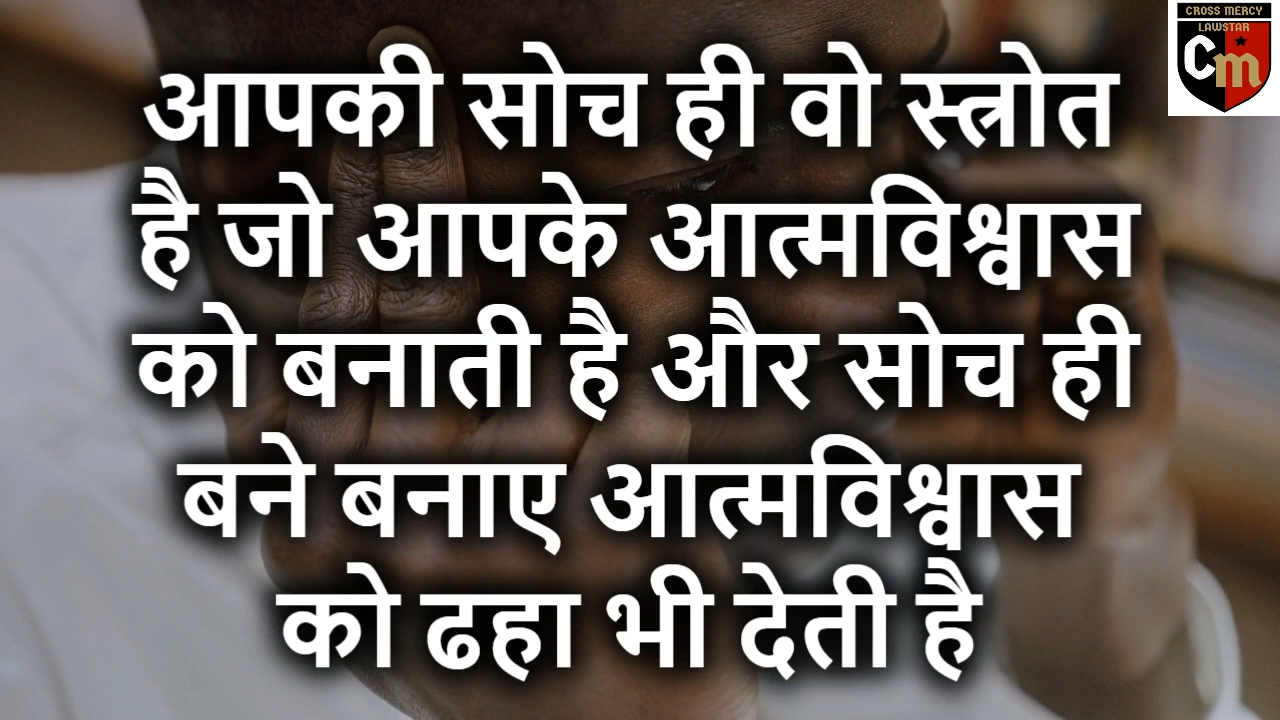 CROSS MERCY
LAWSTAR
Cm
आपकी सोच ही वो स्त्रोत
है जो आपके आत्मविश्वास
को बनाती है और सोच ही
बने बनाए आत्मविश्वास
को ढहा भी देती है